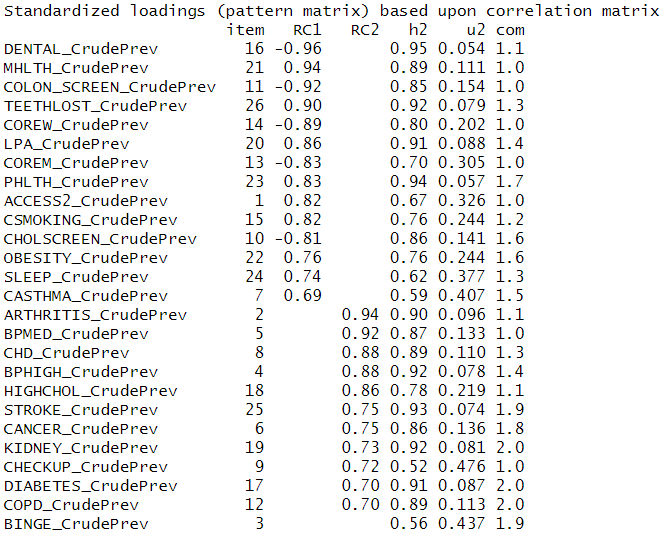 Standardized loadings (pattern matrix) based upon correlation matrix
item RC1 RC2 h2 u2 com
DENTAL_CrudePrev 16 -0.96 0.95 0.054 1.1
MHLTH_CrudePrev 21 0.94 0.89 0.111 1.0
COLON_SCREEN_CrudePrev 11 -0.92 0.85 0.154 1.0
TEETHLOST_CrudePrev 26 0.90 0.92 0.079 1.3
COREW_CrudePrev 14 -0.89 0.80 0.202 1.0
LPA_CrudePrev 20 0.86 0.91 0.088 1.4
COREM_CrudePrev 13 -0.83 0.70 0.305 1.0
PHLTH_CrudePrev 23 0.83 0.94 0.057 1.7
ACCESS2_CrudePrev 1 0.82 0.67 0.326 1.0
CSMOKING_CrudePrev 15 0.82 0.76 0.244 1.2
CHOLSCREEN_CrudePrev 10 -0.81 0.86 0.141 1.6
OBESITY_CrudePrev 22 0.76 0.76 0.244 1.6
SLEEP_CrudePrev 24 0.74 0.62 0.377 1.3
CASTHMA_CrudePrev 7 0.69 0.59 0.407 1.5
ARTHRITIS_CrudePrev 2 0.94 0.90 0.096 1.1
BPMED_CrudePrev 5 0.92 0.87 0.133 1.0
CHD_CrudePrev 8 0.88 0.89 0.110 1.3
BPHIGH_CrudePrev 4 0.88 0.92 0.078 1.4
HIGHCHOL_CrudePrev 18 0.86 0.78 0.219 1.1
STROKE_CrudePrev 25 0.75 0.93 0.074 1.9
CANCER_CrudePrev 6 0.75 0.86 0.136 1.8
KIDNEY_CrudePrev 19 0.73 0.92 0.081 2.0
CHECKUP_CrudePrev 9 0.72 0.52 0.476 1.0
DIABETES_CrudePrev 17 0.70 0.91 0.087 2.0
COPD_CrudePrev 12 0.70 0.89 0.113 2.0
BINGE_CrudePrev 3 0.56 0.437 1.9